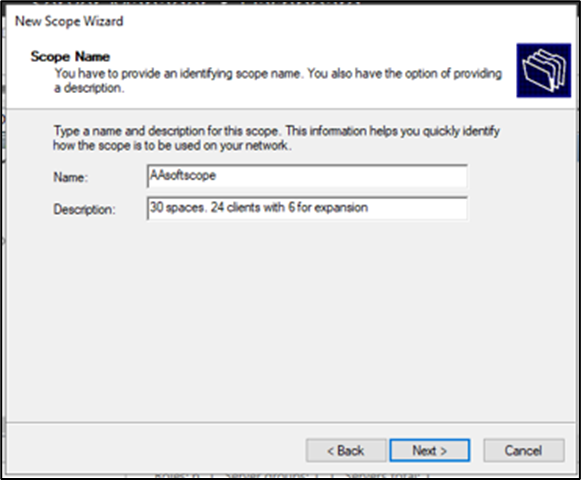 New Scope Wizard
Scope Name
You have to provide an identifying scope name. You also have the option of providing
a description.
Type a name and description for this scope. This information helps you quickly identify
how the scope is to be used on your network.
Name:
AAsoftscope
Description:
30 spaces. 24 clients with 6 for expansion
< Back
Next >
Cancel